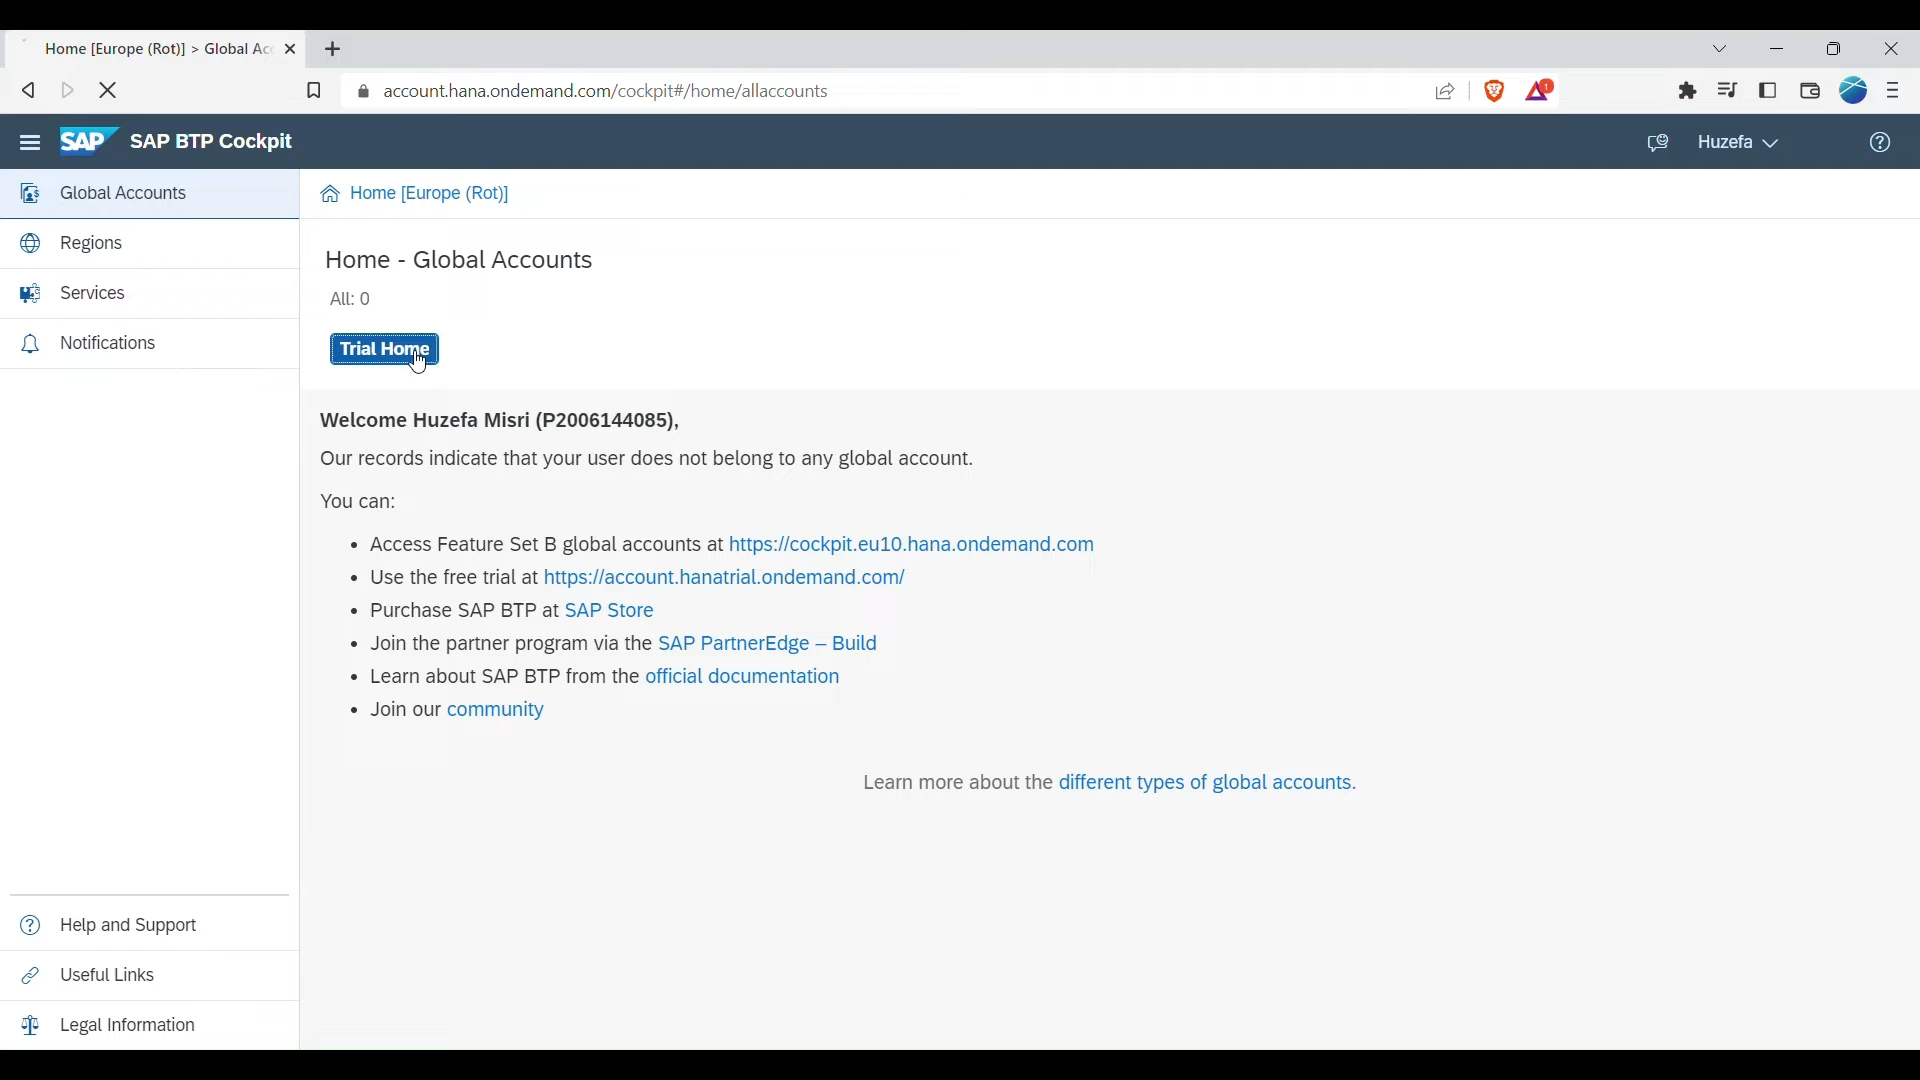 Home [Europe (Rot)] > Global Ac
account.hana.ondemand.com/cockpit#/home/allaccounts
1
SAP SAP BTP Cockpit
Huzefa
Global Accounts
Regions
Services
Notifications
Home [Europe (Rot)]
Home - Global Accounts
All: 0
Trial Home
Welcome Huzefa Misri (P2006144085),
Our records indicate that your user does not belong to any global account.
You can:
• Access Feature Set B global accounts at https://cockpit.eu10.hana.ondemand.com
• Use the free trial at https://account.hanatrial.ondemand.com/
• Purchase SAP BTP at SAP Store
• Join the partner program via the SAP PartnerEdge – Build
• Learn about SAP BTP from the official documentation
• Join our community
Learn more about the different types of global accounts.
Help and Support
Useful Links
Legal Information